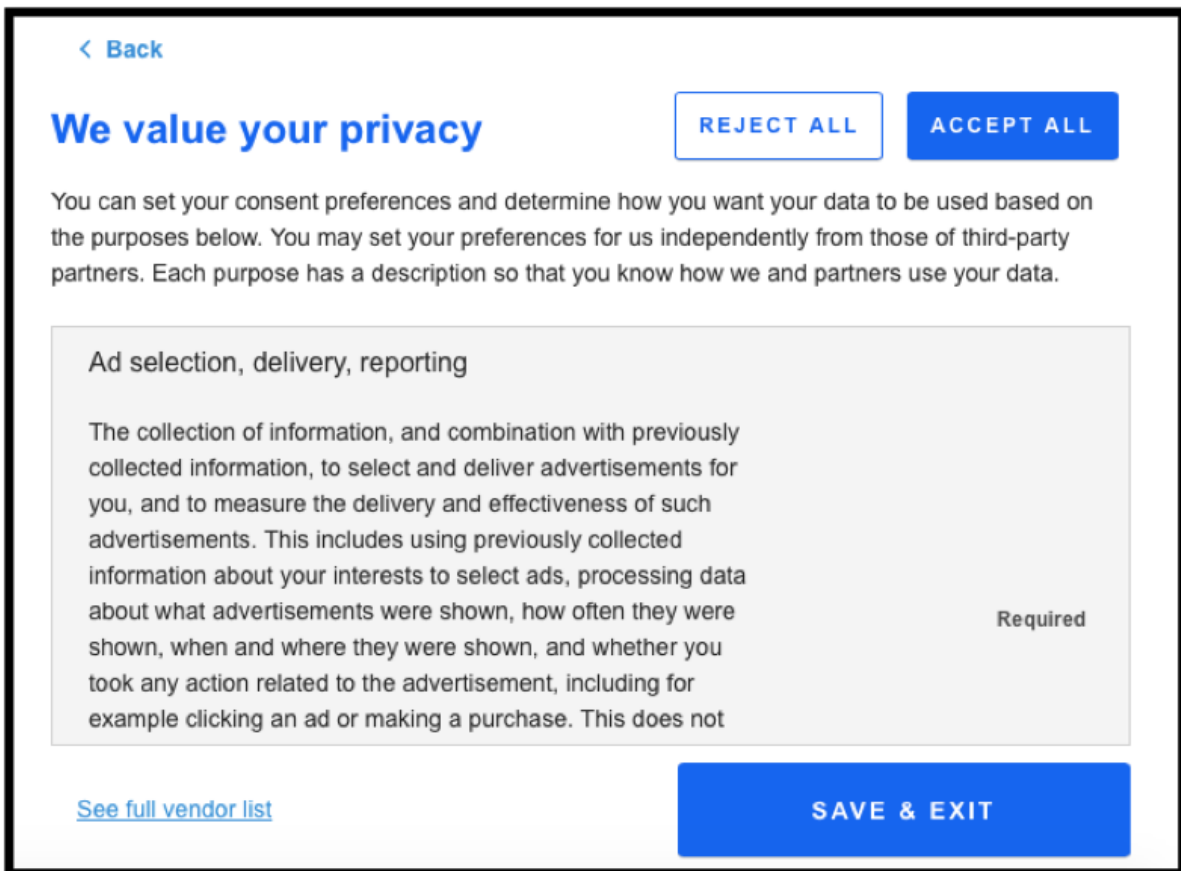 Back
We value your privacy
REJECT ALL
ACCEPT ALL
You can set your consent preferences and determine how you want your data to be used based on
the purposes below. You may set your preferences for us independently from those of third-party
partners. Each purpose has a description so that you know how we and partners use your data.
Ad selection, delivery, reporting
The collection of information, and combination with previously
collected information, to select and deliver advertisements for
you, and to measure the delivery and effectiveness of such
advertisements. This includes using previously collected
information about your interests to select ads, processing data
about what advertisements were shown, how often they were
shown, when and where they were shown, and whether you
took any action related to the advertisement, including for
example clicking an ad or making a purchase. This does not
Required
See full vendor list
SAVE & EXIT